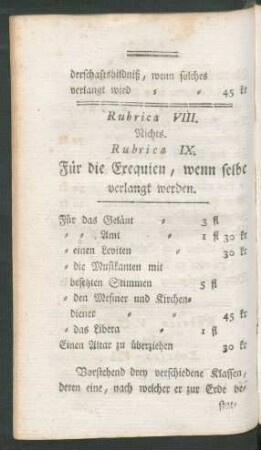 derschaftsbildniß, wenn solches
verlangt wird „ „ 45 kr
Rubrica VIII.
Nichts.
Rubrica IX.
Für die Exequien, wenn selbe
verlangt werden.
Für das Geläut „ 3 fl
„ „ Amt „ 1 fl 30 kr
„ einen Leviten „ 30 kr
„ die Musikanten mit
besetzten Stimmen 5 fl
„ den Meßner und Kirchen-
diener „ „ 45 kr
„ das Libera „ 1 fl
Einen Altar zu überziehen 30 kr
Vorstehend drey verschiedene Klassen,
deren eine, nach welcher er zur Erde be-
stat-